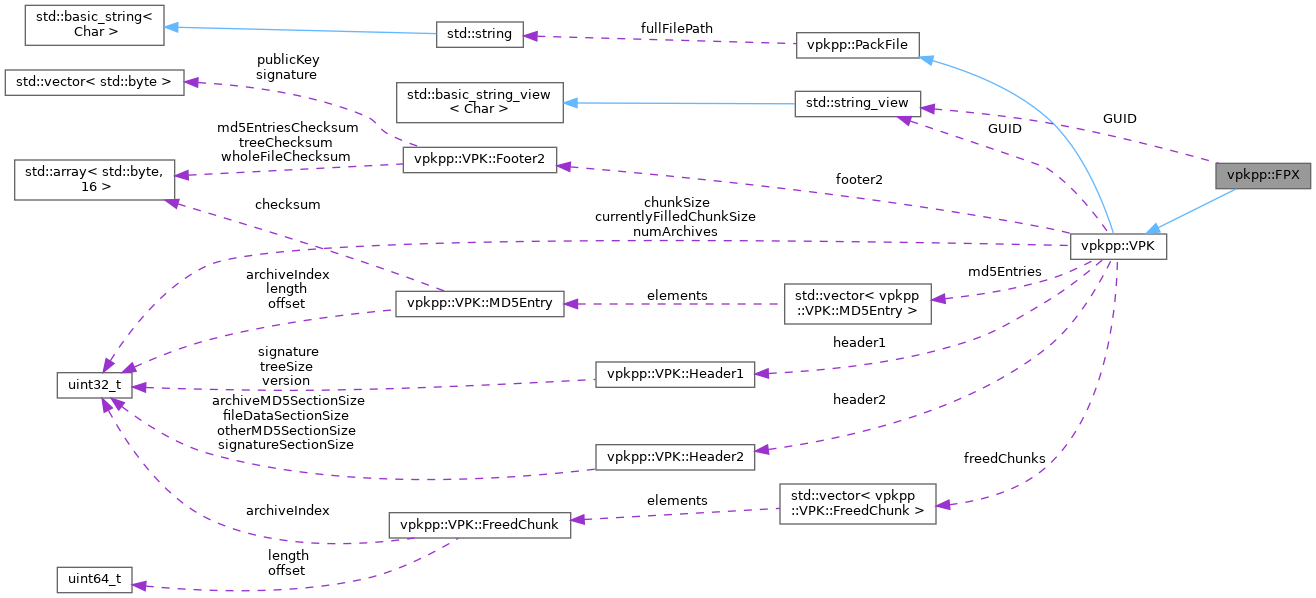 std::basic_string<
Char >
std::string
fullFilePath
vpkpp::PackFile
std::vector< std::byte >
publicKey
signature
std::basic_string_view
< Char >
std::string_view
GUID
GUID
vpkpp::FPX
std::array< std::byte,
16 >
md5EntriesChecksum
treeChecksum
wholeFileChecksum
vpkpp::VPK::Footer2
footer2
checksum
chunkSize
currentlyFilledChunkSize
numArchives
vpkpp::VPK
archiveIndex
length
offset
vpkpp::VPK::MD5Entry
elements
std::vector< vpkpp
::VPK::MD5Entry >
md5Entries
uint32_t
signature
treeSize
version
vpkpp::VPK::Header1
header1
archiveMD5SectionSize
fileDataSectionSize
otherMD5SectionSize
signatureSectionSize
vpkpp::VPK::Header2
header2
archiveIndex
vpkpp::VPK::FreedChunk
elements
std::vector< vpkpp
::VPK::FreedChunk >
freedChunks
uint64_t
length
offset